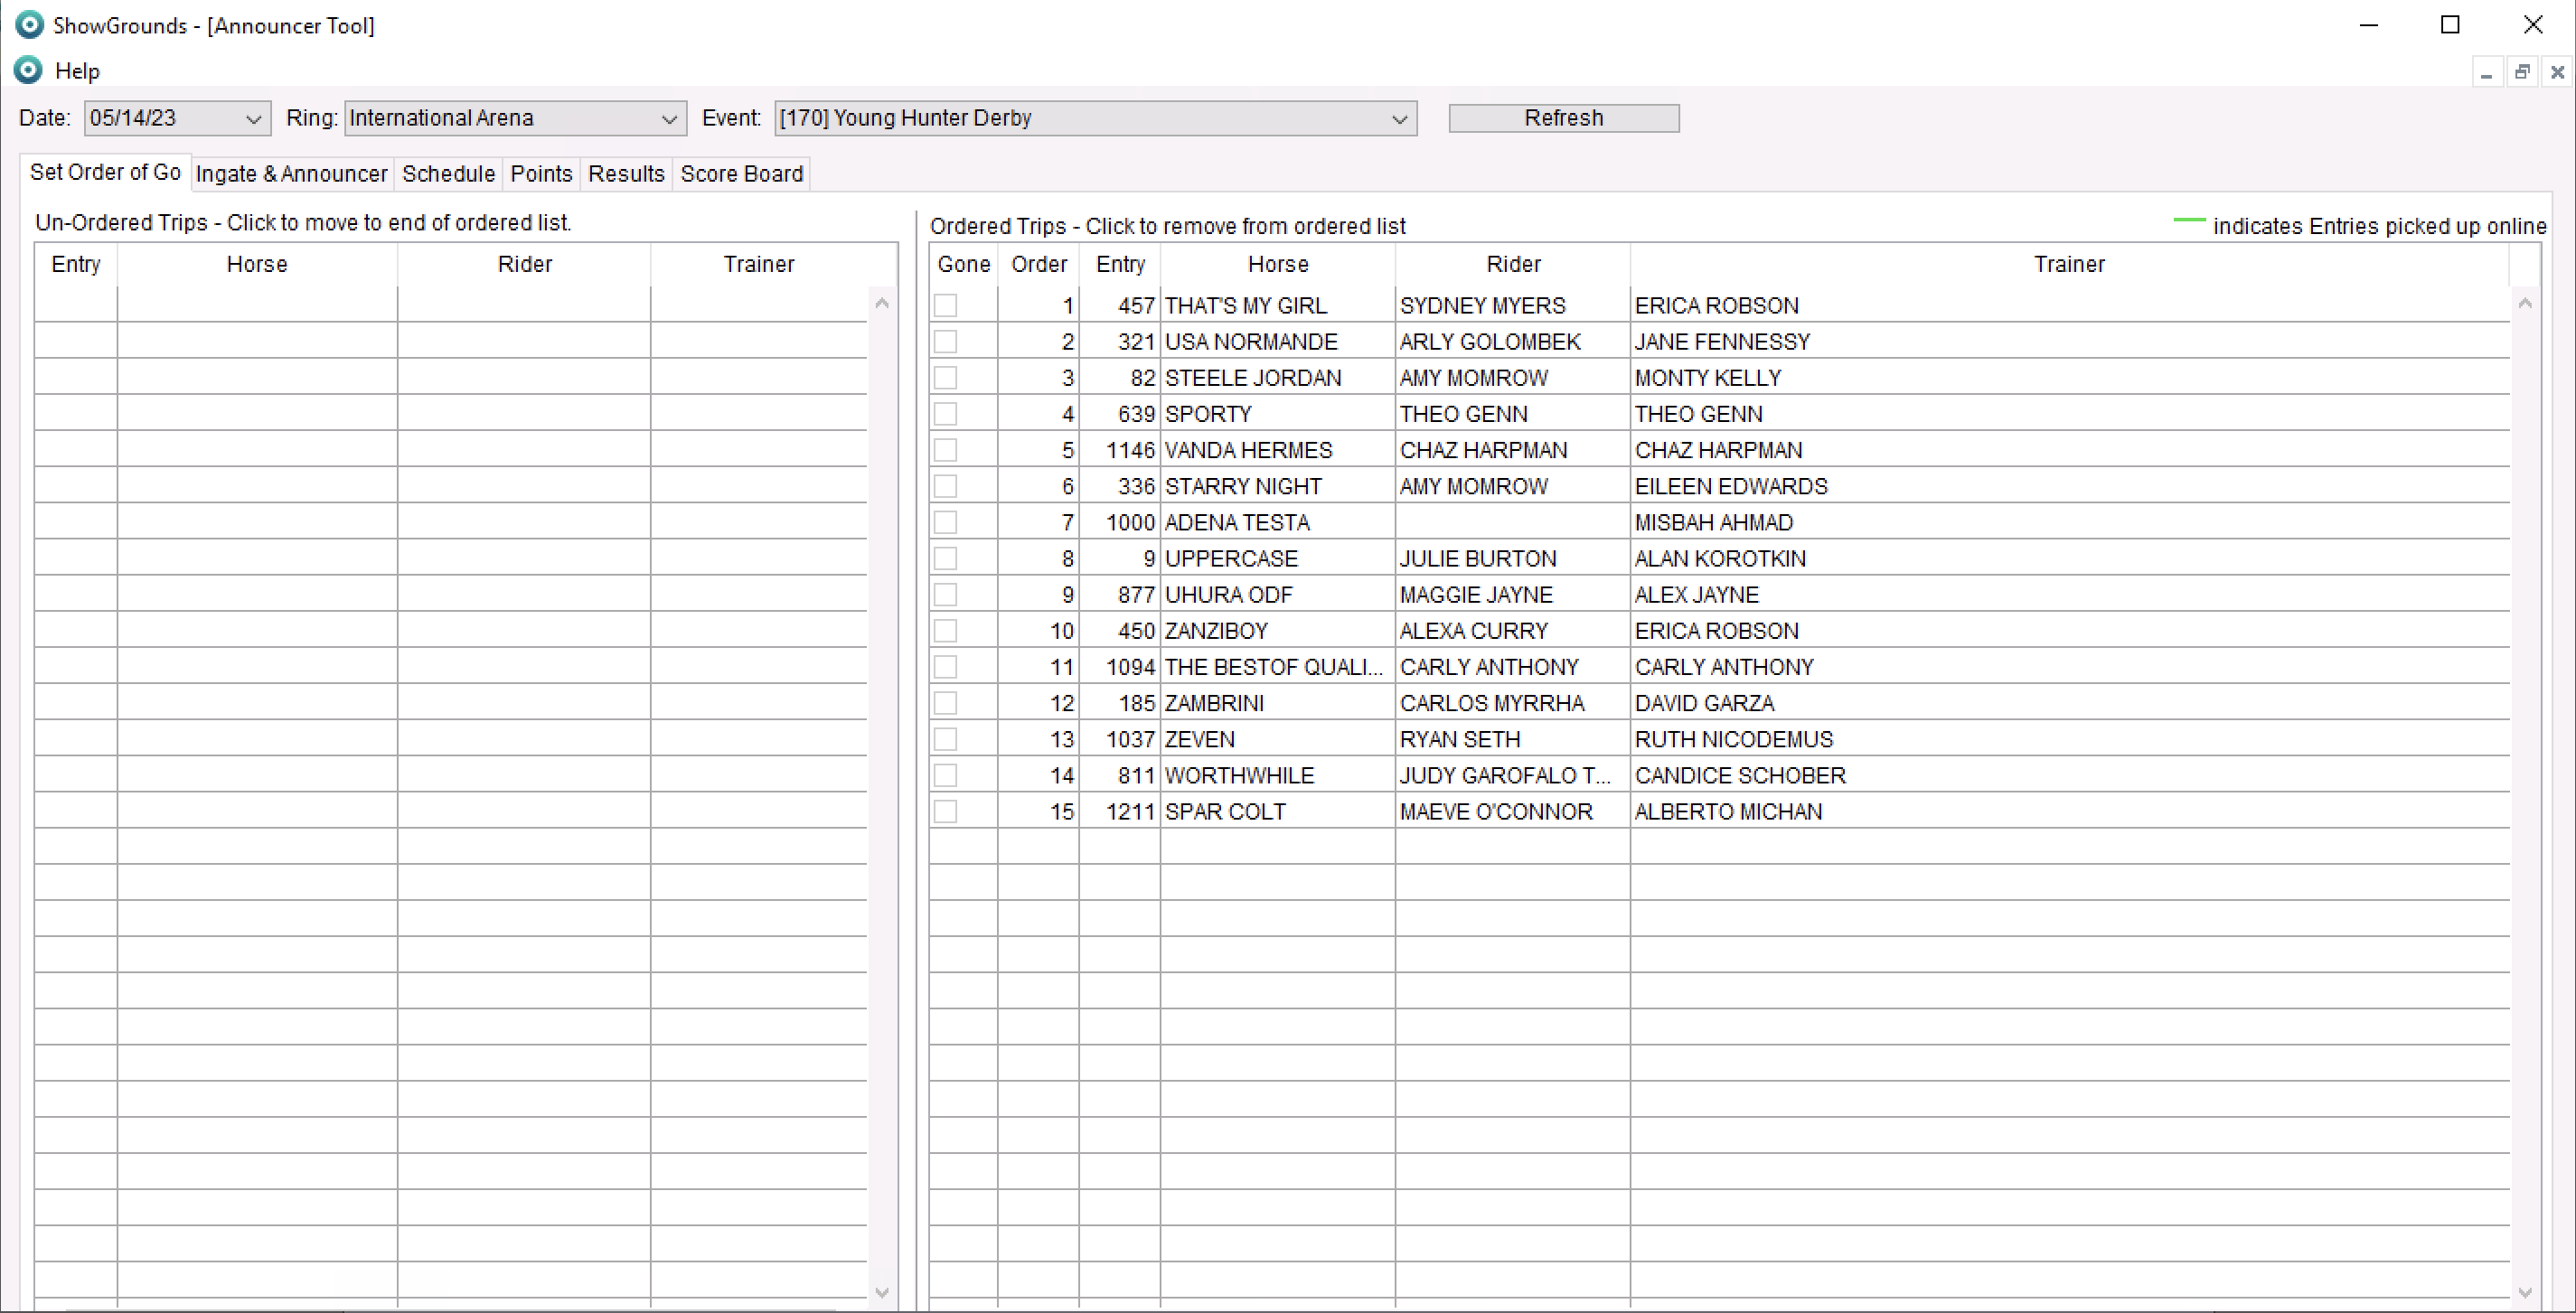 ShowGrounds - [Announcer Tool]
Help
Date: 05/14/23 Ring: International Arena Event: [170] Young Hunter Derby Refresh
Set Order of Go Ingate & Announcer Schedule Points Results Score Board
Un-Ordered Trips - Click to move to end of ordered list.
Entry Horse Rider Trainer
Ordered Trips - Click to remove from ordered list indicates Entries picked up online
Gone Order Entry Horse Rider Trainer
1 457 THAT'S MY GIRL SYDNEY MYERS ERICA ROBSON
2 321 USA NORMANDE ARLY GOLOMBEK JANE FENNESSY
3 82 STEELE JORDAN AMY MOMROW MONTY KELLY
4 639 SPORTY THEO GENN THEO GENN
5 1146 VANDA HERMES CHAZ HARPMAN CHAZ HARPMAN
6 336 STARRY NIGHT AMY MOMROW EILEEN EDWARDS
7 1000 ADENA TESTA MISBAH AHMAD
8 9 UPPERCASE JULIE BURTON ALAN KOROTKIN
9 877 UHURA ODF MAGGIE JAYNE ALEX JAYNE
10 450 ZANZIBOY ALEXA CURRY ERICA ROBSON
11 1094 THE BESTOF QUALI... CARLY ANTHONY CARLY ANTHONY
12 185 ZAMBRINI CARLOS MYRRHA DAVID GARZA
13 1037 ZEVEN RYAN SETH RUTH NICODEMUS
14 811 WORTHWHILE JUDY GAROFALO T... CANDICE SCHOBER
15 1211 SPAR COLT MAEVE O'CONNOR ALBERTO MICHAN